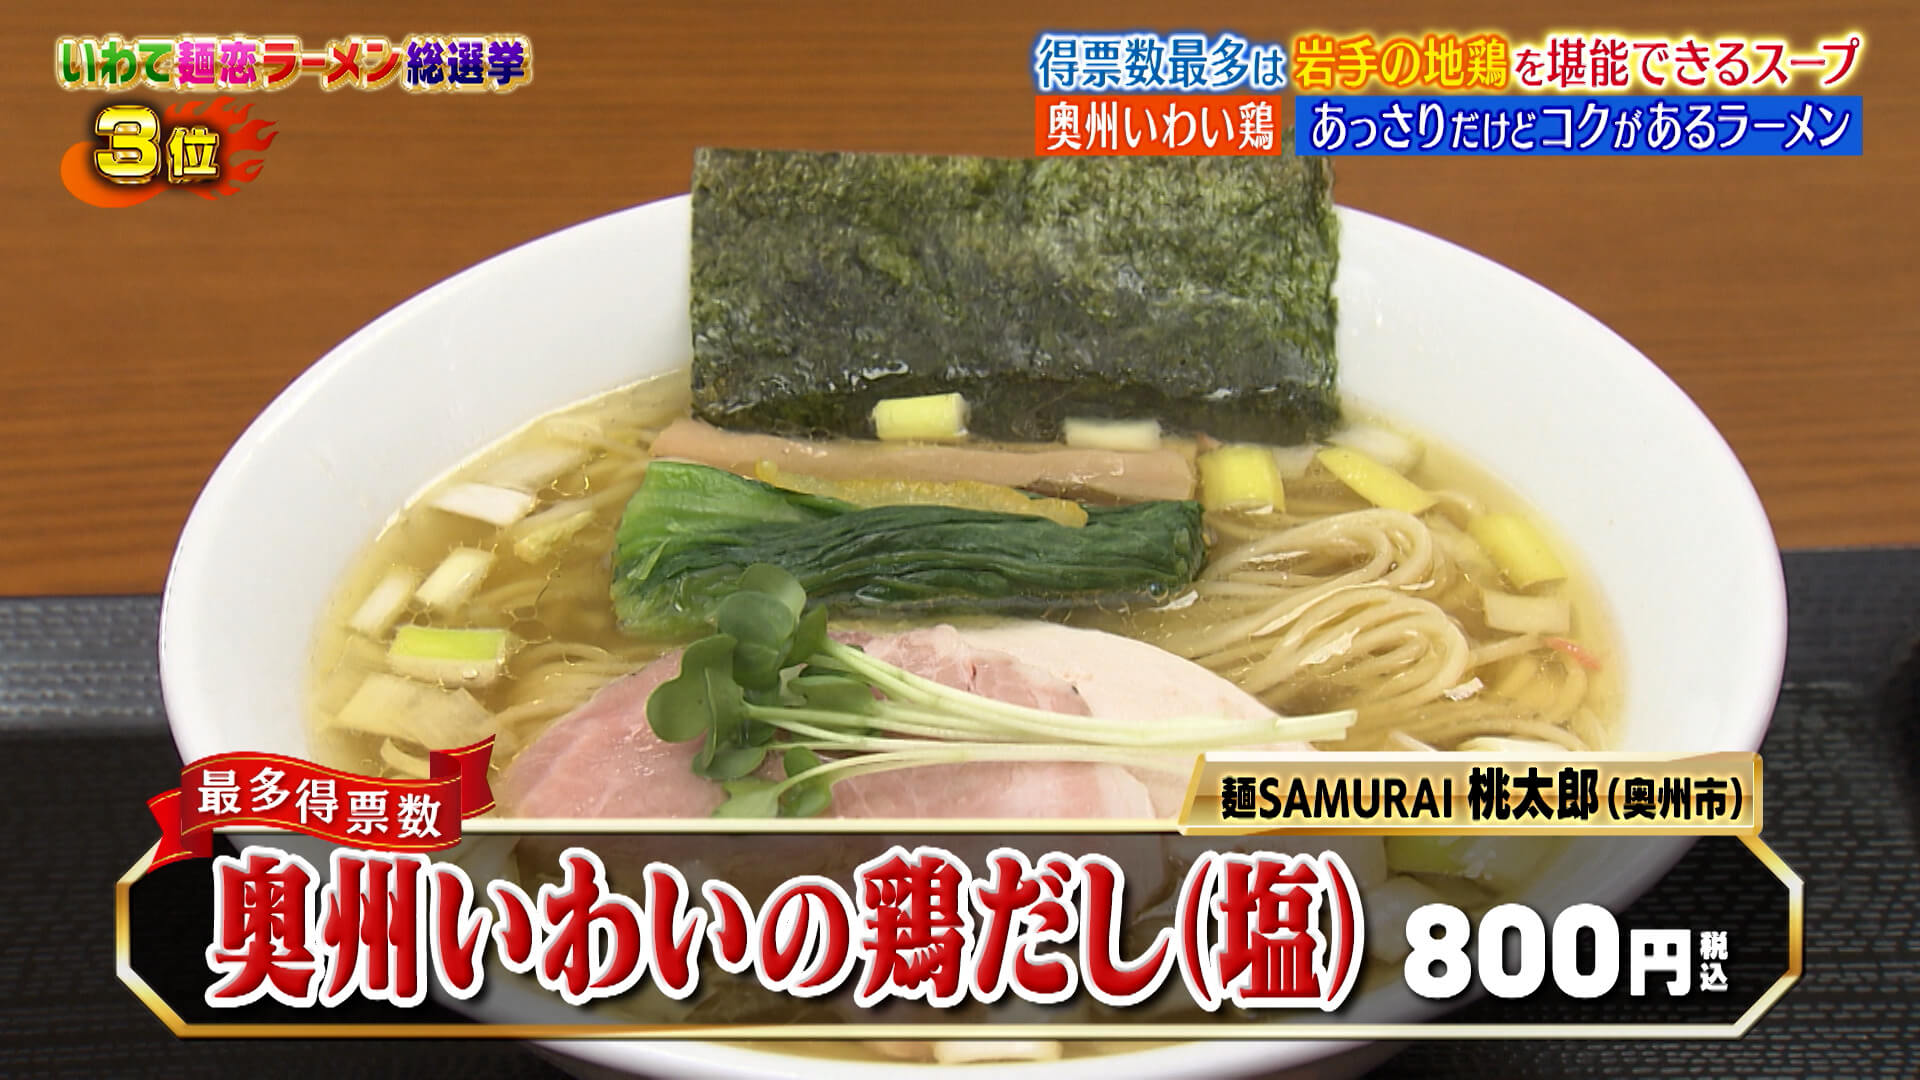 いわて麺恋ラーメン総選挙
3位
得票数最多は岩手の地鶏を堪能できるスープ
奥州いわい鶏 あっさりだけどコクがあるラーメン
最多得票数
麺SAMURAI 桃太郎(奥州市)
奥州いわいの鶏だし(塩) 800円税込